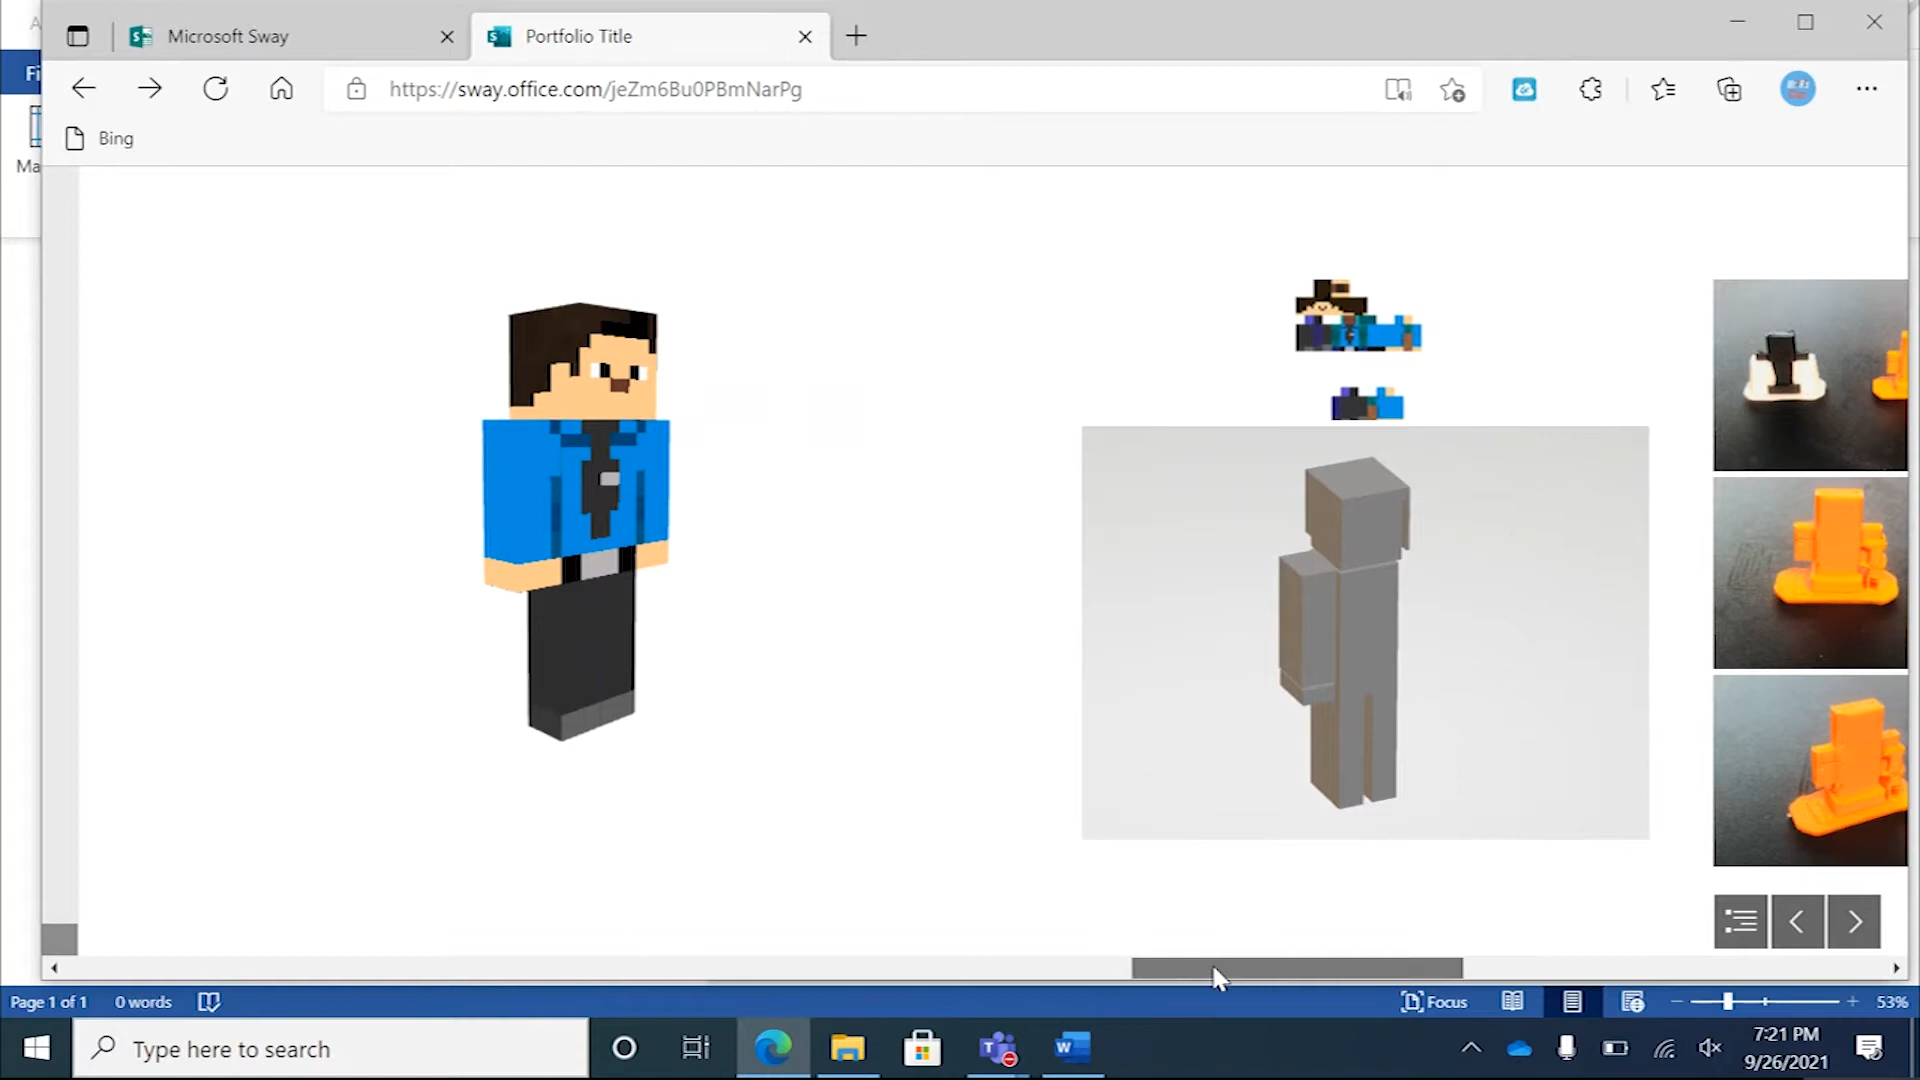 Microsoft Sway
Portfolio Title
https://sway.office.com/jeZm6Bu0PBmNarPg
Bing
Fi
Ma
Page 1 of 1
0 words
Focus
53%
Type here to search
7:21 PM
9/26/2021